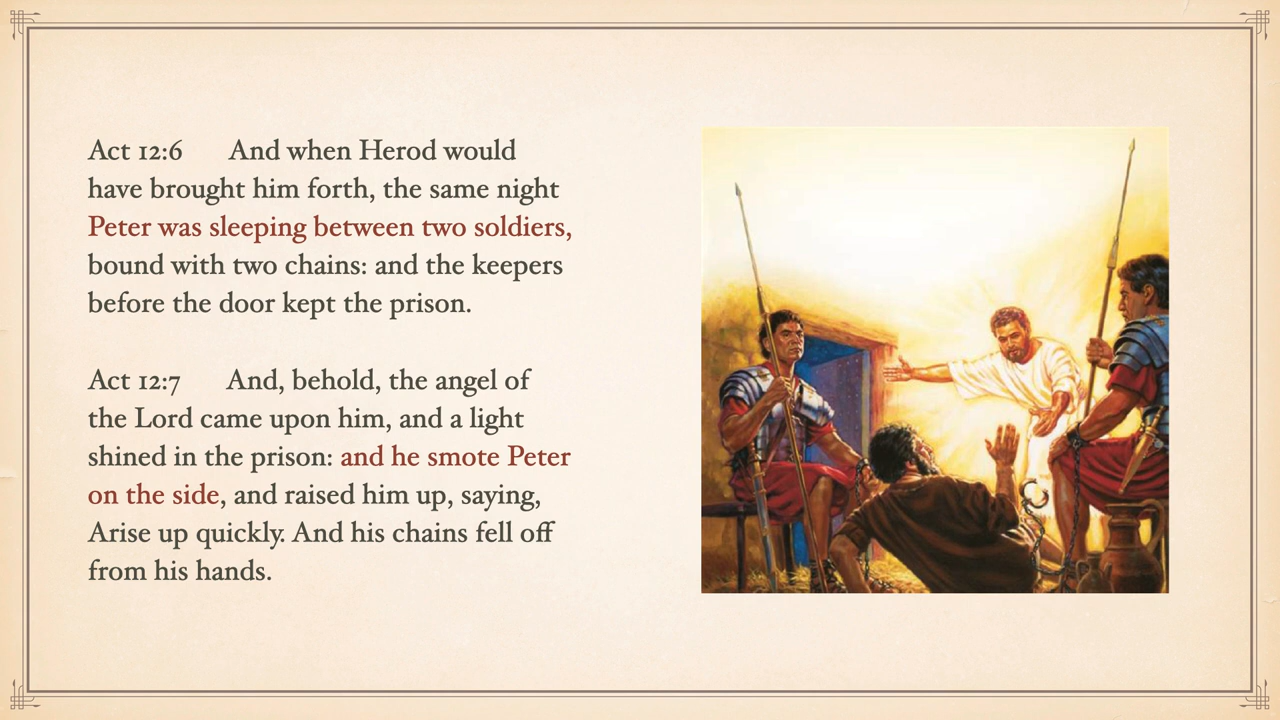 Act 12:6 And when Herod would
have brought him forth, the same night
Peter was sleeping between two soldiers,
bound with two chains: and the keepers
before the door kept the prison.
Act 12:7 And, behold, the angel of
the Lord came upon him, and a light
shined in the prison: and he smote Peter
on the side, and raised him up, saying,
Arise up quickly. And his chains fell off
from his hands.